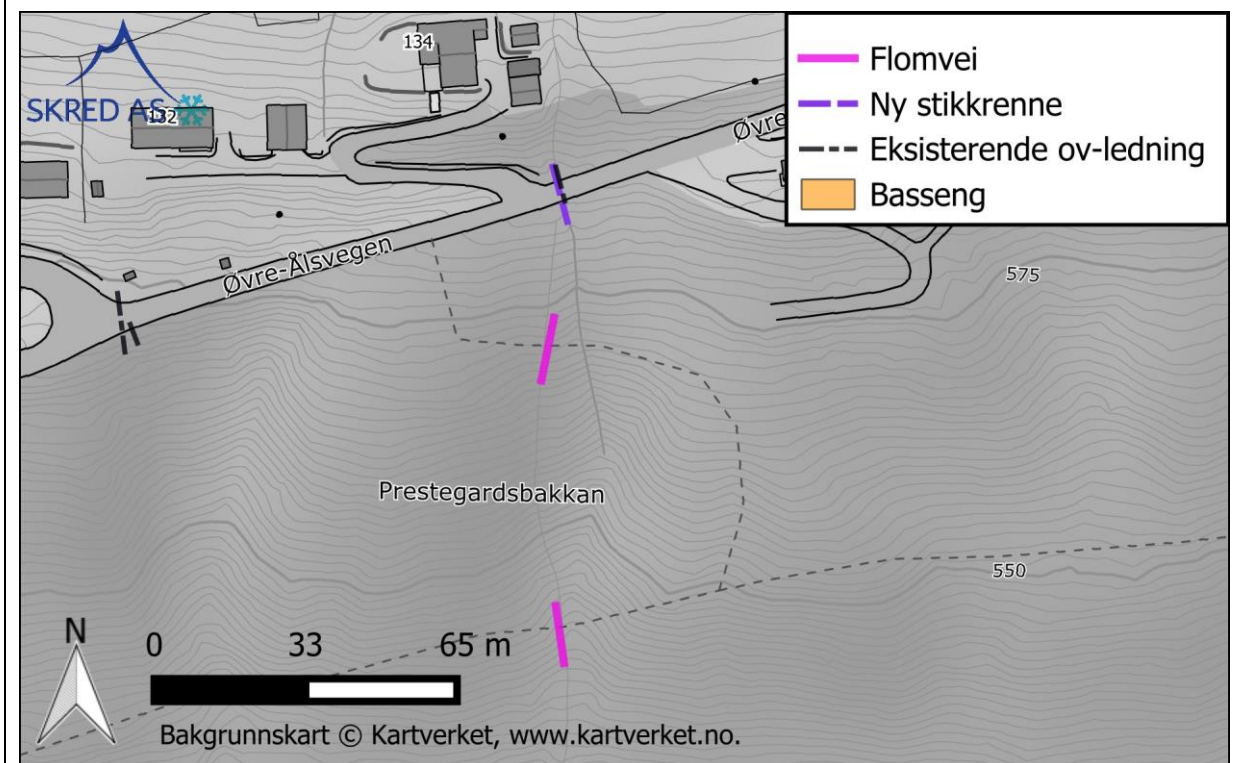 134
Flomvei
Ny stikkrenne
Eksisterende ov-ledning
Basseng
SKRED AS
132
Øvre
Øvre-Ålsvegen
575
Prestegardsbakkan
550
N
0 33 65 m
Bakgrunnskart © Kartverket, www.kartverket.no.